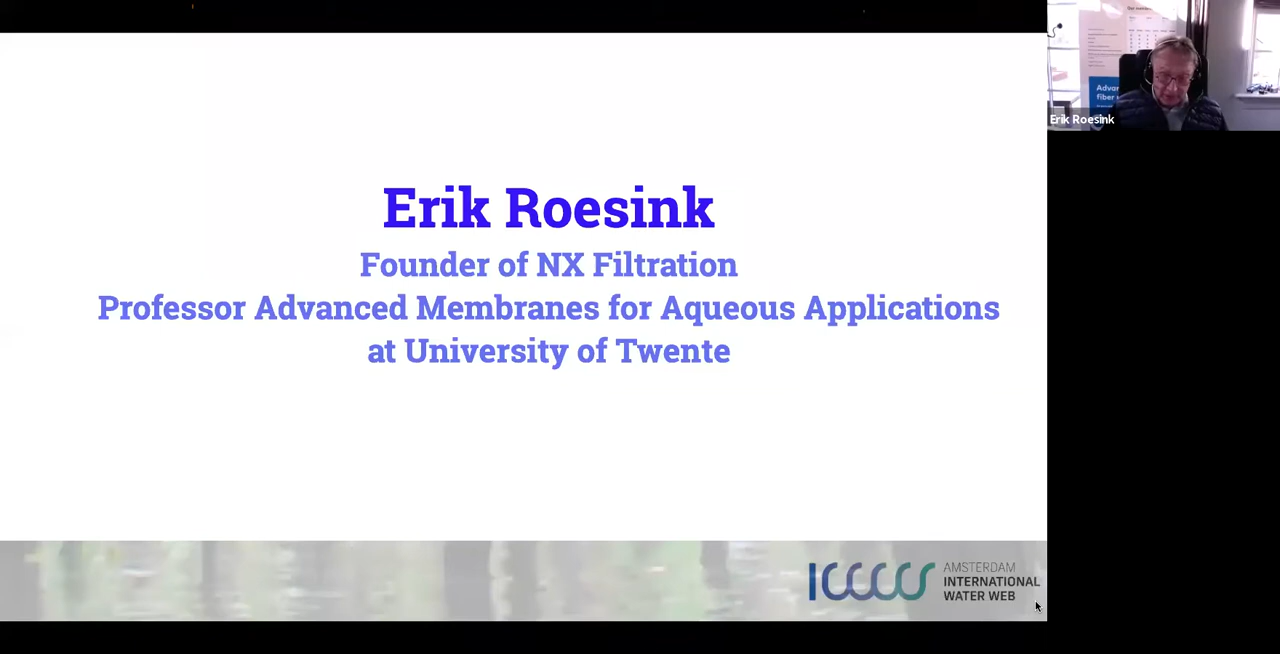 Erik Roesink
Founder of NX Filtration
Professor Advanced Membranes for Aqueous Applications
at University of Twente
AMSTERDAM
INTERNATIONAL
WATER WEB
Erik Roesink